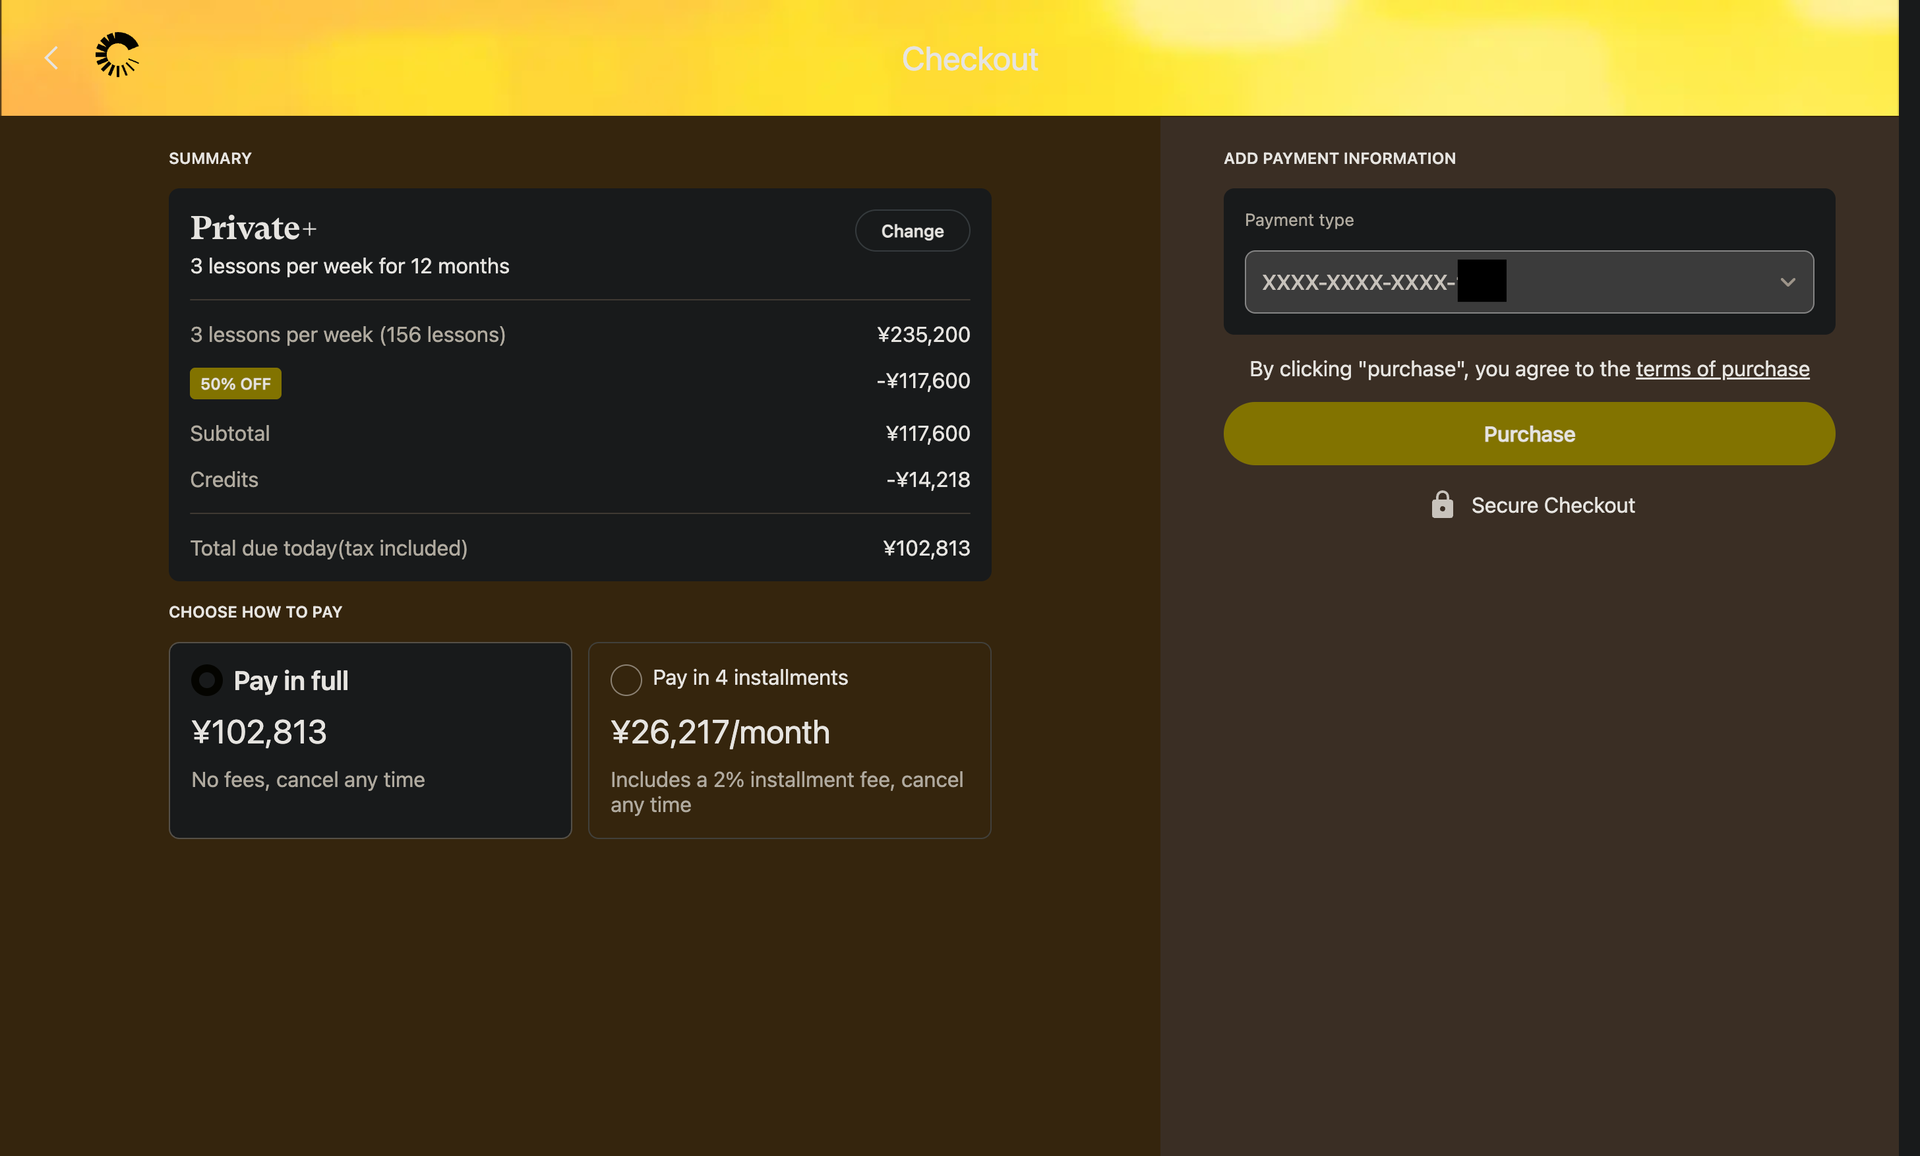 Checkout
SUMMARY
Private+
Change
3 lessons per week for 12 months
3 lessons per week (156 lessons) ¥235,200
50% OFF -¥117,600
Subtotal ¥117,600
Credits -¥14,218
Total due today(tax included) ¥102,813
CHOOSE HOW TO PAY
Pay in full
¥102,813
No fees, cancel any time
Pay in 4 installments
¥26,217/month
Includes a 2% installment fee, cancel
any time
ADD PAYMENT INFORMATION
Payment type
XXXX-XXXX-XXXX-
By clicking "purchase", you agree to the terms of purchase
Purchase
Secure Checkout